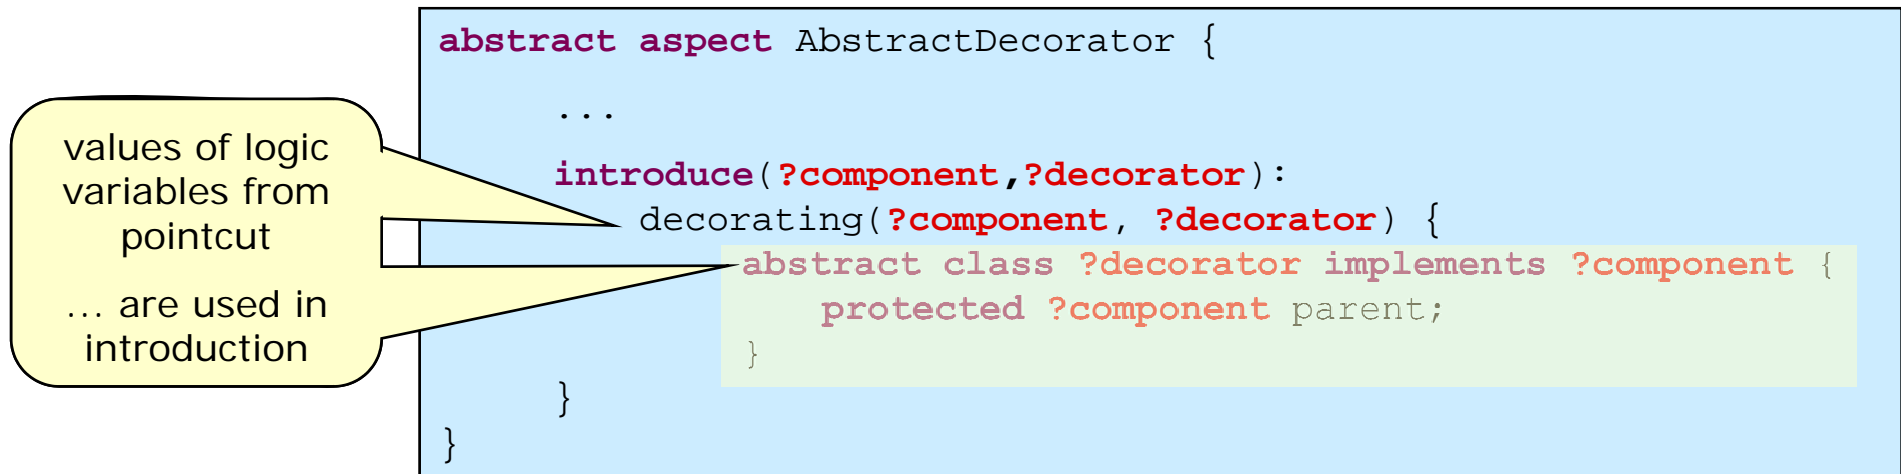 values of logic
variables from
pointcut
... are used in
introduction
abstract aspect AbstractDecorator {
...
introduce(?component,?decorator):
decorating(?component, ?decorator) {
abstract class ?decorator implements ?component {
protected ?component parent;
}
}
}